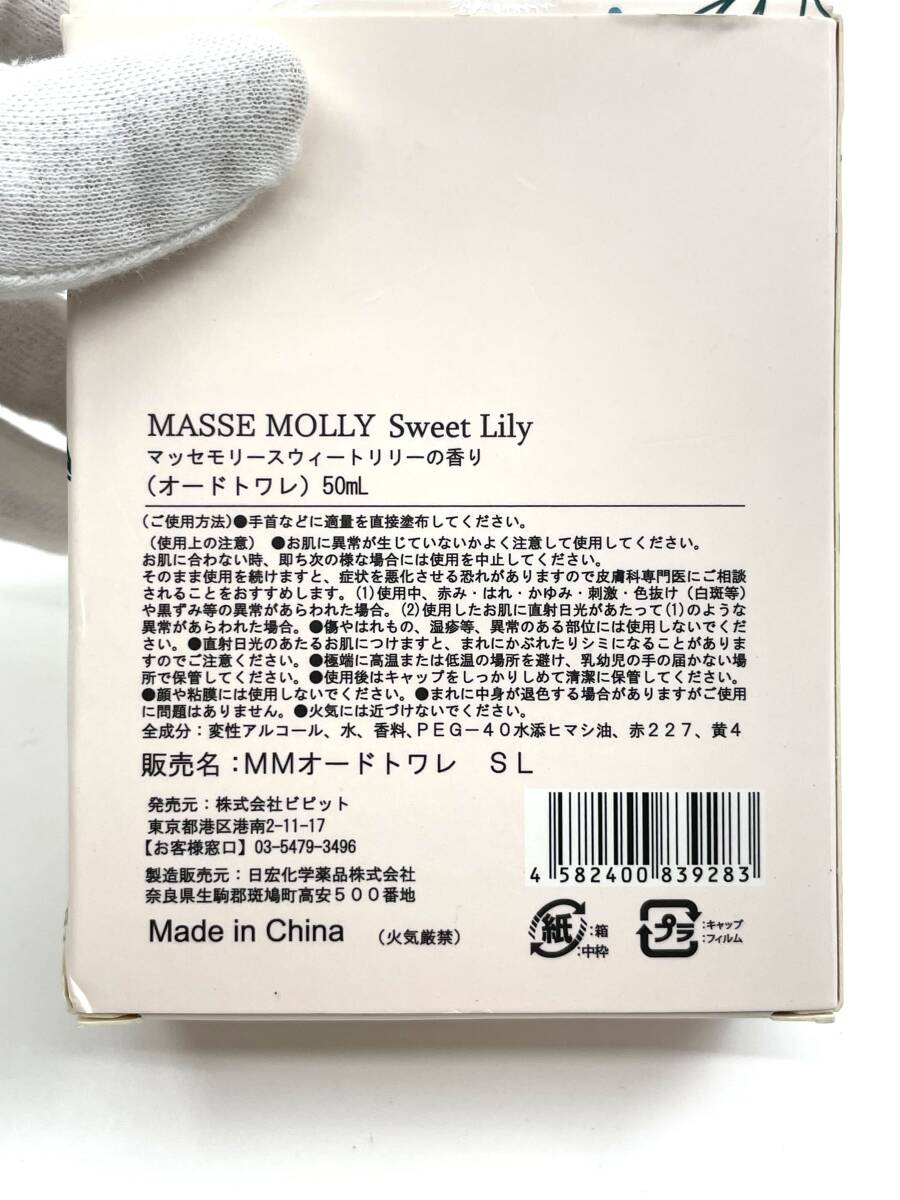 MASSE MOLLY Sweet Lily
マッセモリースウィートリリーの香り
（オードトワレ）50mL
（ご使用方法）●手首などに適量を直接塗布してください。
（使用上の注意）●お肌に異常が生じていないかよく注意して使用してください。
お肌に合わない時、即ち次の様な場合には使用を中止してください。
そのまま使用を続けますと、症状を悪化させる恐れがありますので皮膚科専門医にご相談
されることをおすすめします。(1)使用中、赤み・はれ・かゆみ・刺激・色抜け（白斑等）
や黒ずみ等の異常があらわれた場合。(2)使用したお肌に直射日光があたって(1)のような
異常があらわれた場合。●傷やはれもの、湿疹等、異常のある部位には使用しないでくだ
さい。●直射日光のあたるお肌につけますと、まれにかぶれたりシミになることがありま
すのでご注意ください。●極端に高温または低温の場所を避け、乳幼児の手の届かない場
所で保管してください。●使用後はキャップをしっかりしめて清潔に保管してください。
●顔や粘膜には使用しないでください。●まれに中身が退色する場合がありますがご使用
に問題はありません。●火気には近づけないでください。
全成分：変性アルコール、水、香料、PEG－40水添ヒマシ油、赤227、黄4
販売名：MMオードトワレ　SL
発売元：株式会社ビビット
東京都港区港南2-11-17
【お客様窓口】03-5479-3496
製造販売元：日宏化学薬品株式会社
奈良県生駒郡斑鳩町高安500番地
Made in China （火気厳禁）
4 582400 839283
紙 ：箱
：中枠
プラ ：キャップ
：フィルム